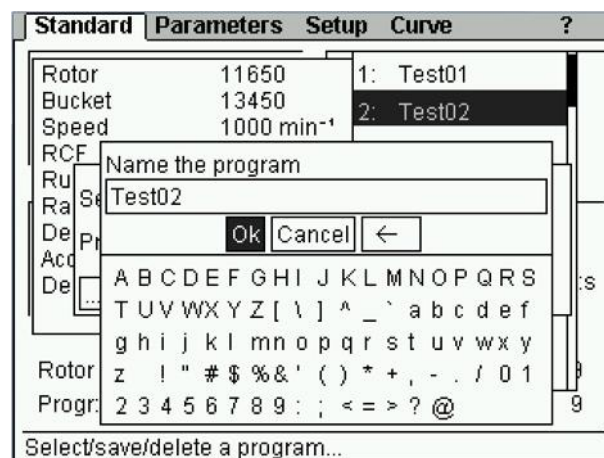 Standard Parameters Setup Curve ?
Rotor 11650
Bucket 13450
Speed 1000 min⁻¹
RCF
1: Test01
2: Test02
Name the program
Test02
Ok Cancel ←
A B C D E F G H I J K L M N O P Q R S
T U V W X Y Z [ \ ] ^ _ ` a b c d e f
g h i j k l m n o p q r s t u v w x y
z ! " # $ % & ' ( ) * + , - . / 0 1
2 3 4 5 6 7 8 9 : ; < = > ? @
Rotor
Progr
9
Select/save/delete a program...